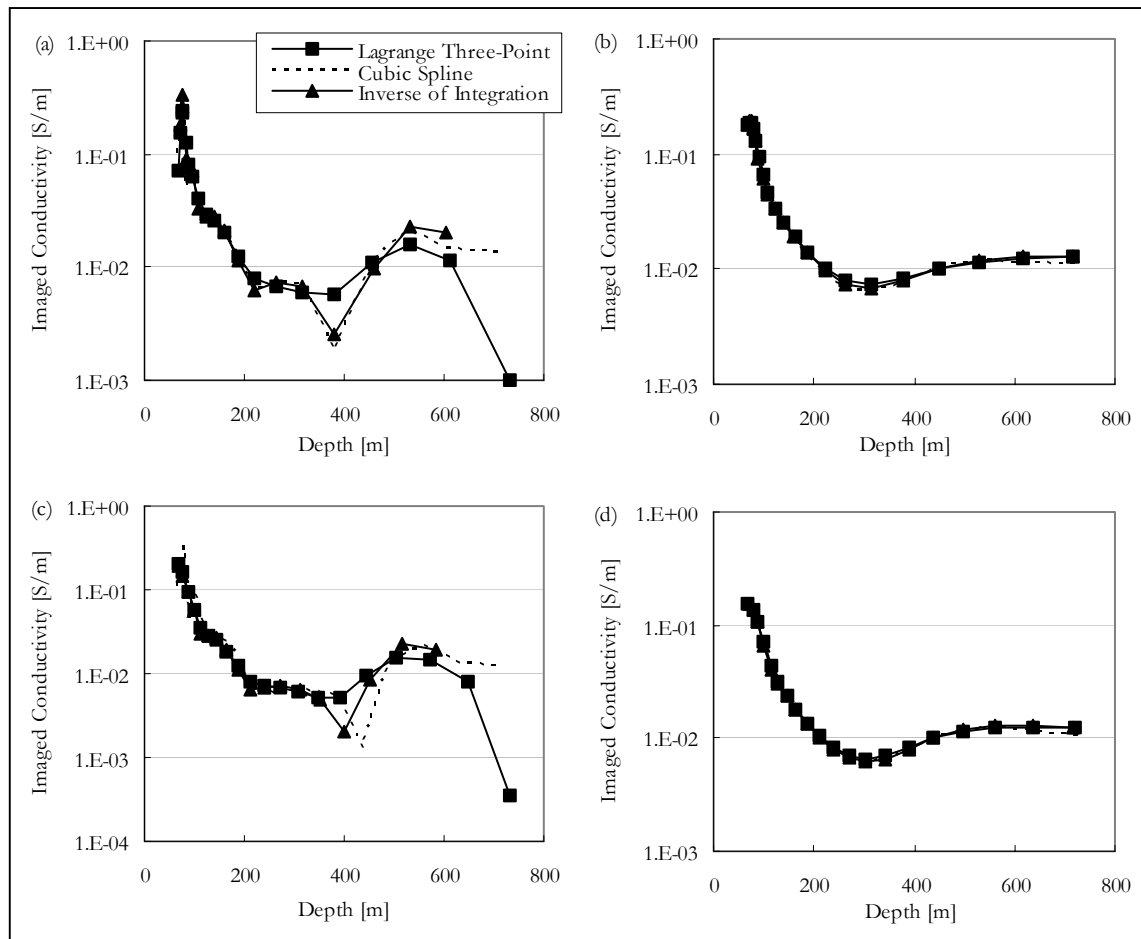 (a)
1.E+00
1.E-01
1.E-02
1.E-03
Imaged Conductivity [S/m]
Lagrange Three-Point
Cubic Spline
Inverse of Integration
0 200 400 600 800
Depth [m]
(b)
1.E+00
1.E-01
1.E-02
1.E-03
Imaged Conductivity [S/m]
0 200 400 600 800
Depth [m]
(c)
1.E+00
1.E-01
1.E-02
1.E-03
1.E-04
Imaged Conductivity [S/m]
0 200 400 600 800
Depth [m]
(d)
1.E+00
1.E-01
1.E-02
1.E-03
Imaged Conductivity [S/m]
0 200 400 600 800
Depth [m]